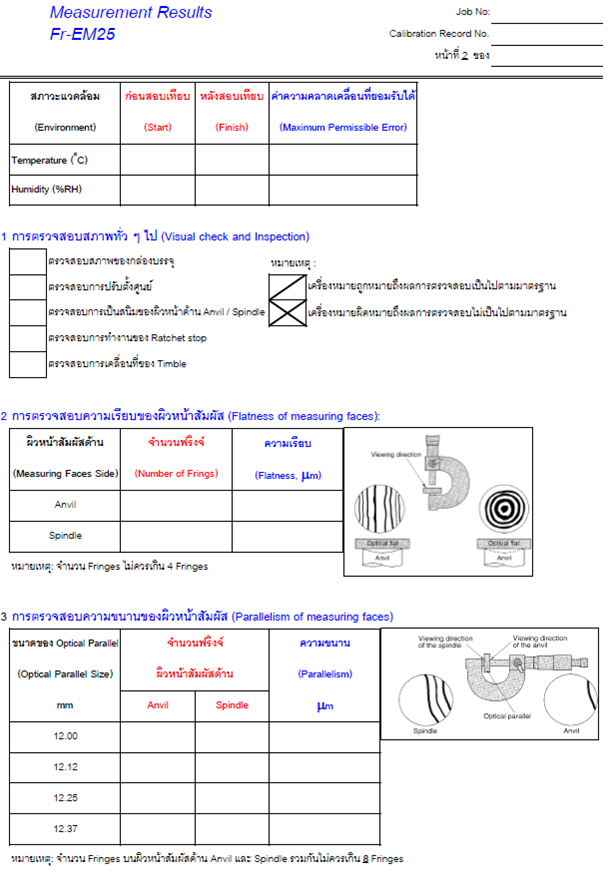 Measurement Results
Fr-EM25
Job No:
Calibration Record No.
หน้าที่ 2 ของ
สภาวะแวดล้อม ก่อนสอบเทียบ หลังสอบเทียบ ค่าความคลาดเคลื่อนที่ยอมรับได้
(Environment) (Start) (Finish) (Maximum Permissible Error)
Temperature (°C)
Humidity (%RH)
1 การตรวจสอบสภาพทั่ว ๆ ไป (Visual check and Inspection)
ตรวจสอบสภาพของกล่องบรรจุ หมายเหตุ :
ตรวจสอบการปรับตั้งศูนย์ เครื่องหมายถูกหมายถึงผลการตรวจสอบเป็นไปตามมาตรฐาน
ตรวจสอบการเป็นสนิมของผิวหน้าด้าน Anvil / Spindle เครื่องหมายผิดหมายถึงผลการตรวจสอบไม่เป็นไปตามมาตรฐาน
ตรวจสอบการทำงานของ Ratchet stop
ตรวจสอบการเคลื่อนที่ของ Timble
2 การตรวจสอบความเรียบของผิวหน้าสัมผัส (Flatness of measuring faces):
ผิวหน้าสัมผัสด้าน จำนวนฟริงจ์ ความเรียบ
(Measuring Faces Side) (Number of Frings) (Flatness, µm)
Anvil
Spindle
Viewing direction
Optical flat Optical flat
Anvil Anvil
หมายเหตุ: จำนวน Fringes ไม่ควรเกิน 4 Fringes
3 การตรวจสอบความขนานของผิวหน้าสัมผัส (Parallelism of measuring faces)
ขนาดของ Optical Parallel จำนวนฟริงจ์ ความขนาน
(Optical Parallel Size) ผิวหน้าสัมผัสด้าน (Parallelism)
mm Anvil Spindle µm
12.00
12.12
12.25
12.37
Viewing direction Viewing direction
of the spindle of the anvil
Optical parallel
Spindle Anvil
หมายเหตุ: จำนวน Fringes บนผิวหน้าสัมผัสด้าน Anvil และ Spindle รวมกันไม่ควรเกิน 8 Fringes